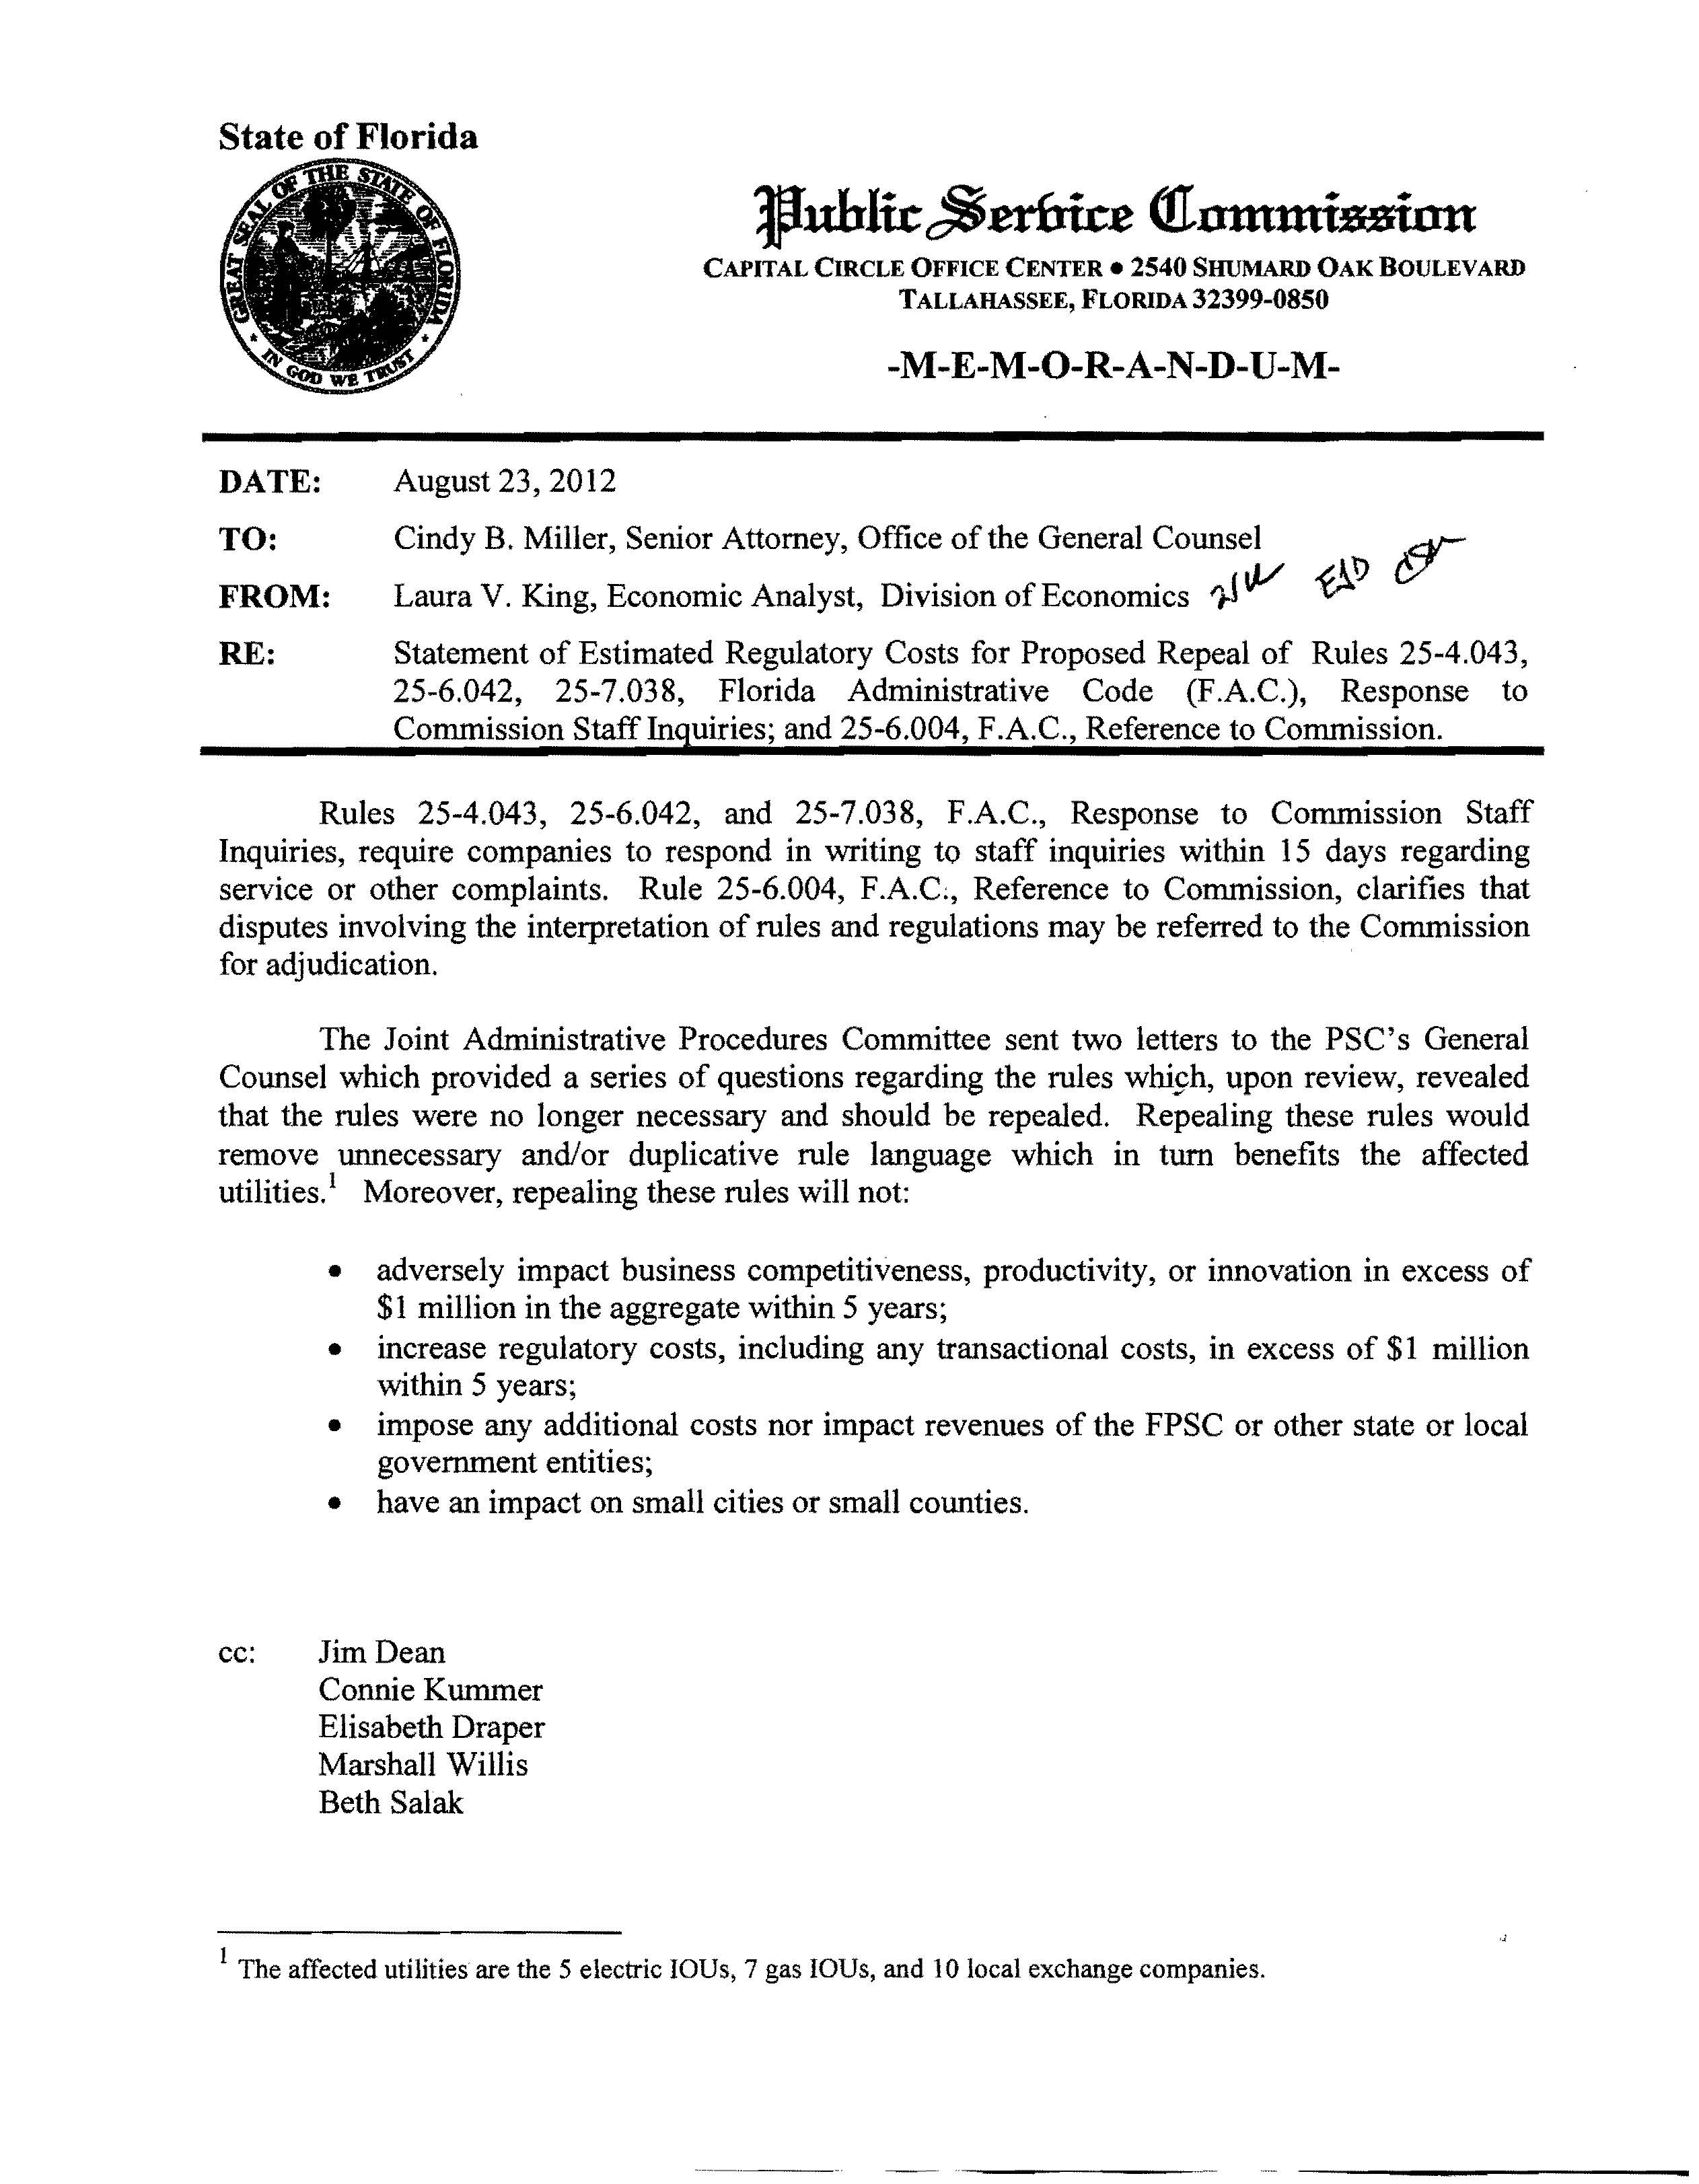 State of Florida
GREAT SEAL OF THE STATE OF FLORIDA
IN GOD WE TRUST
Public Service Commission
CAPITAL CIRCLE OFFICE CENTER ● 2540 SHUMARD OAK BOULEVARD
TALLAHASSEE, FLORIDA 32399-0850
-M-E-M-O-R-A-N-D-U-M-
DATE: August 23, 2012
TO: Cindy B. Miller, Senior Attorney, Office of the General Counsel
FROM: Laura V. King, Economic Analyst, Division of Economics EJD
RE: Statement of Estimated Regulatory Costs for Proposed Repeal of Rules 25-4.043,
25-6.042, 25-7.038, Florida Administrative Code (F.A.C.), Response to
Commission Staff Inquiries; and 25-6.004, F.A.C., Reference to Commission.
Rules 25-4.043, 25-6.042, and 25-7.038, F.A.C., Response to Commission Staff
Inquiries, require companies to respond in writing to staff inquiries within 15 days regarding
service or other complaints. Rule 25-6.004, F.A.C., Reference to Commission, clarifies that
disputes involving the interpretation of rules and regulations may be referred to the Commission
for adjudication.
The Joint Administrative Procedures Committee sent two letters to the PSC's General
Counsel which provided a series of questions regarding the rules which, upon review, revealed
that the rules were no longer necessary and should be repealed. Repealing these rules would
remove unnecessary and/or duplicative rule language which in turn benefits the affected
utilities.1 Moreover, repealing these rules will not:
● adversely impact business competitiveness, productivity, or innovation in excess of
$1 million in the aggregate within 5 years;
● increase regulatory costs, including any transactional costs, in excess of $1 million
within 5 years;
● impose any additional costs nor impact revenues of the FPSC or other state or local
government entities;
● have an impact on small cities or small counties.
cc: Jim Dean
Connie Kummer
Elisabeth Draper
Marshall Willis
Beth Salak
1 The affected utilities are the 5 electric IOUs, 7 gas IOUs, and 10 local exchange companies.